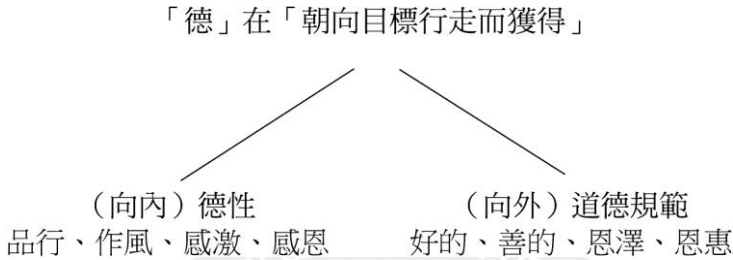 「德」在「朝向目標行走而獲得」
（向內）德性
（向外）道德規範
品行、作風、感激、感恩
好的、善的、恩澤、恩惠